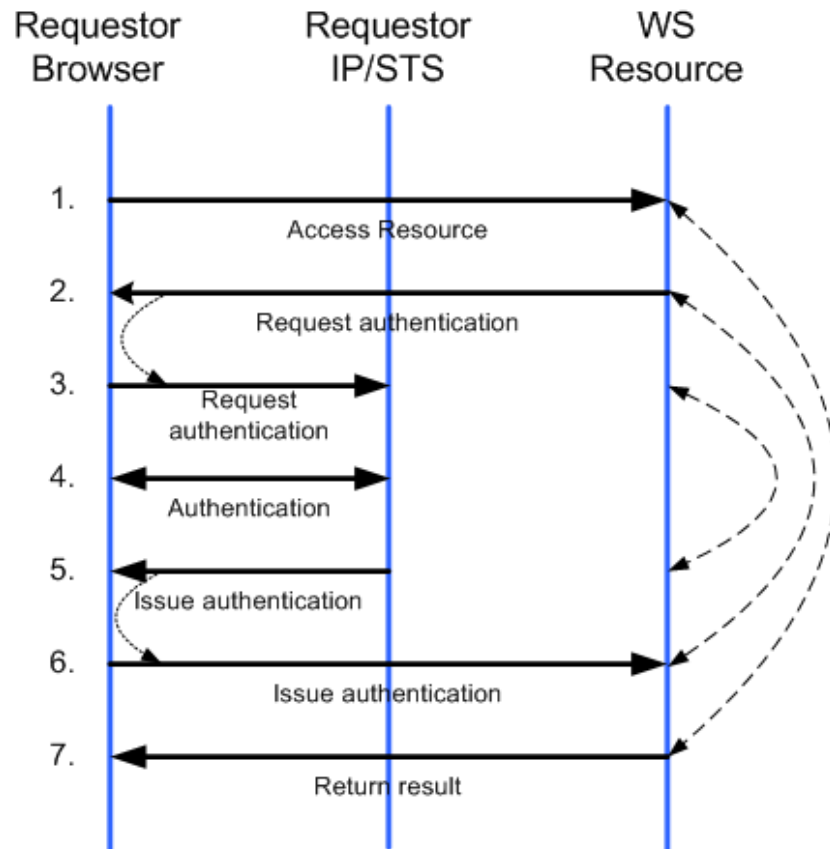 Requestor Browser
Requestor IP/STS
WS Resource
1.
Access Resource
2.
Request authentication
3.
Request
authentication
4.
Authentication
5.
Issue authentication
6.
Issue authentication
7.
Return result